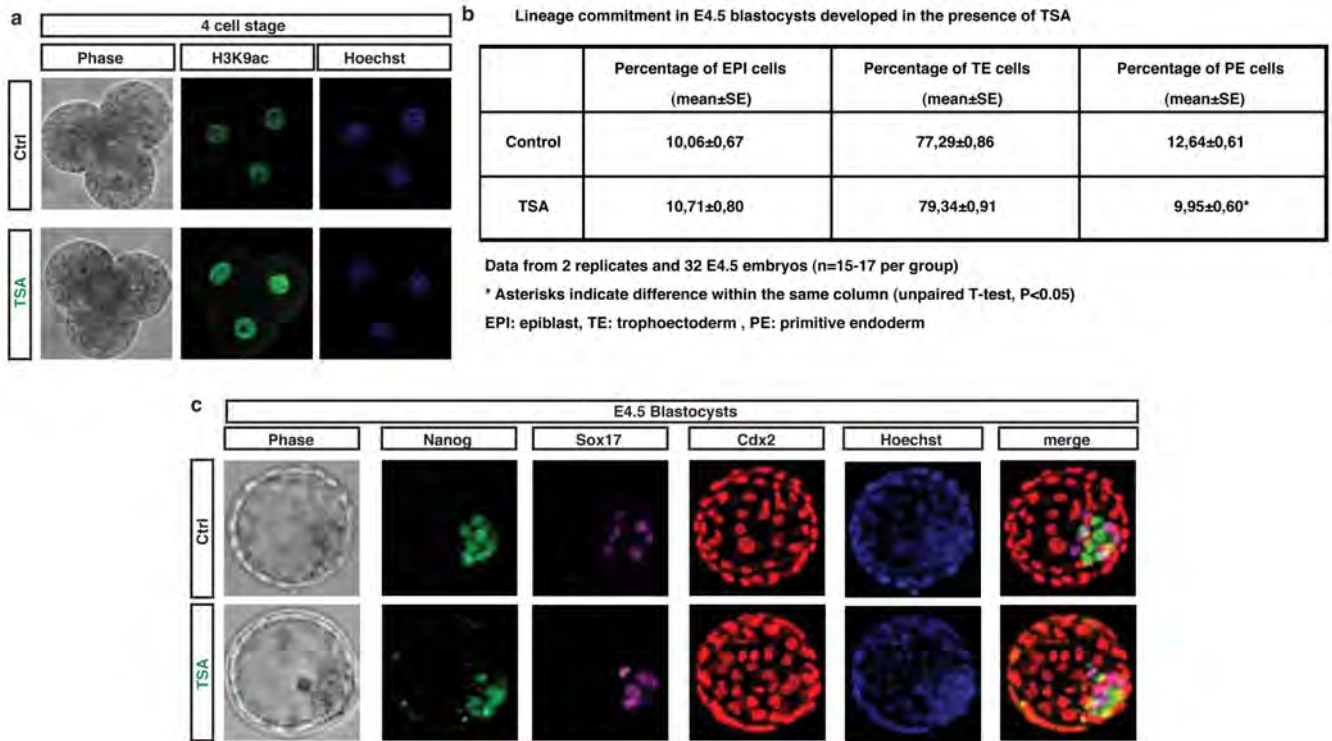 a
4 cell stage
Phase
H3K9ac
Hoechst
Ctrl
TSA
b
Lineage commitment in E4.5 blastocysts developed in the presence of TSA
Percentage of EPI cells
(mean±SE)
Percentage of TE cells
(mean±SE)
Percentage of PE cells
(mean±SE)
Control
10,06±0,67
77,29±0,86
12,64±0,61
TSA
10,71±0,80
79,34±0,91
9,95±0,60*
Data from 2 replicates and 32 E4.5 embryos (n=15-17 per group)
* Asterisks indicate difference within the same column (unpaired T-test, P<0.05)
EPI: epiblast, TE: trophoectoderm , PE: primitive endoderm
c
E4.5 Blastocysts
Phase
Nanog
Sox17
Cdx2
Hoechst
merge
Ctrl
TSA